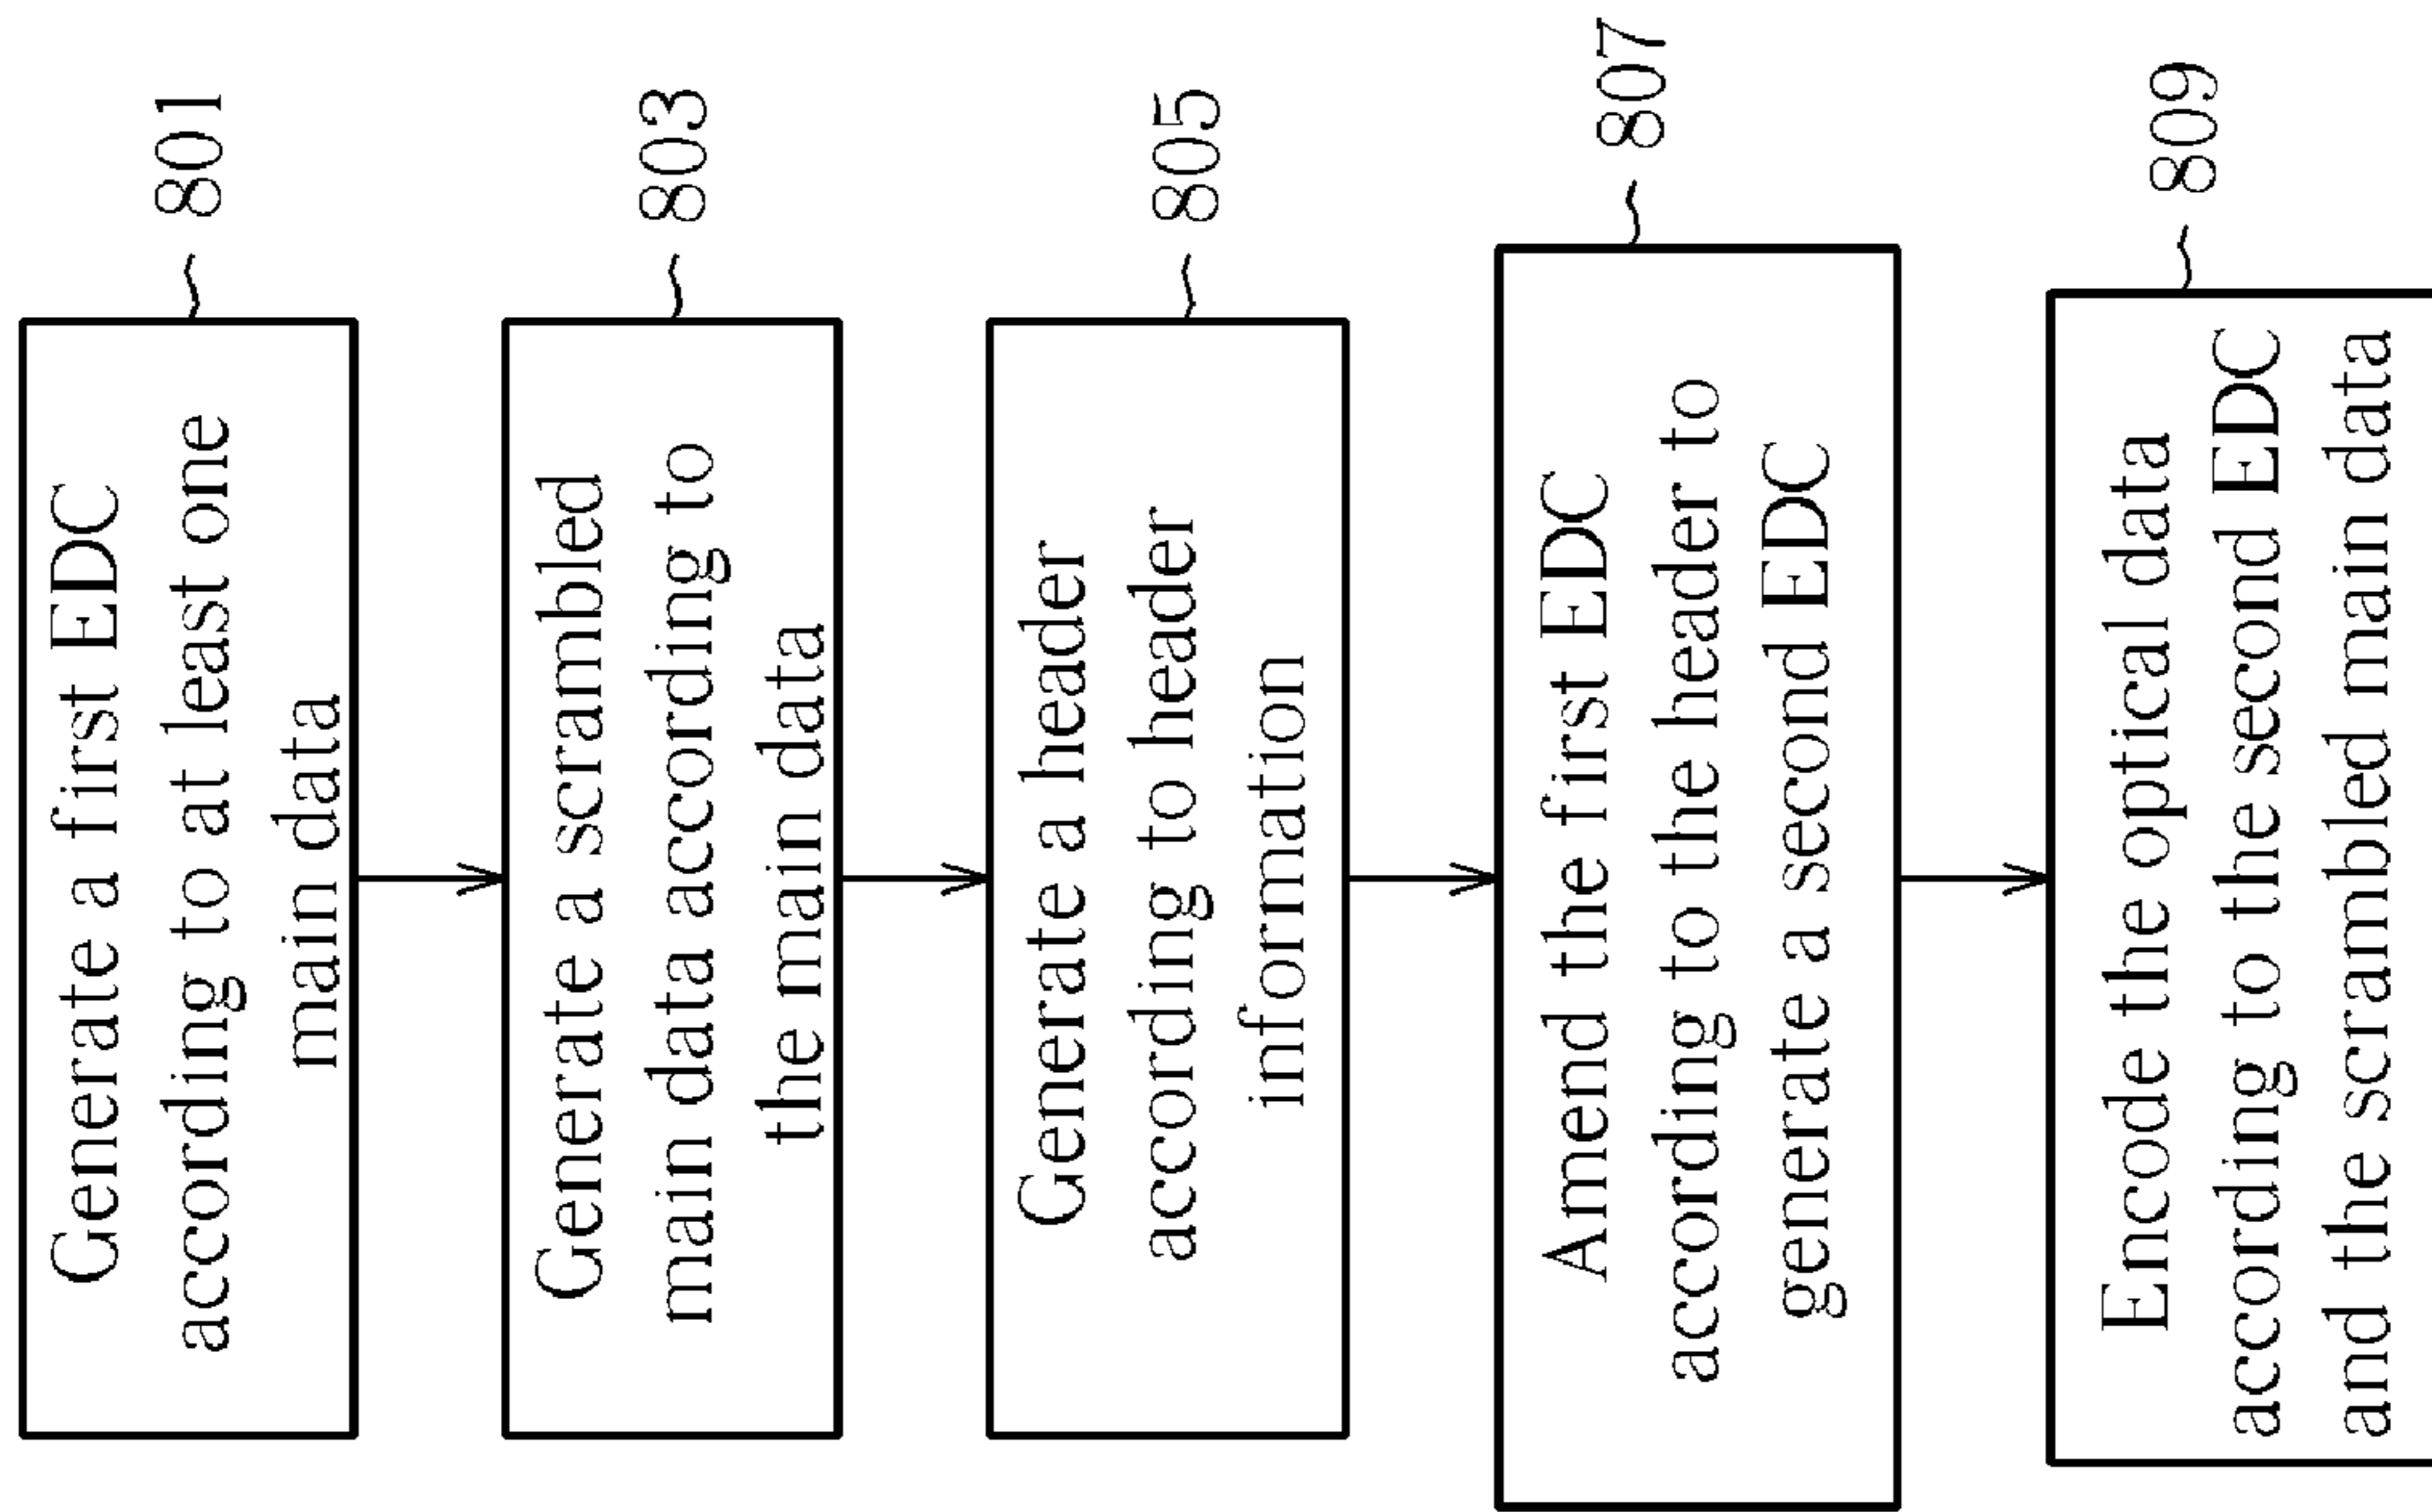 Generate a first EDC
according to at least one
main data
801
Generate a scrambled
main data according to
the main data
803
Generate a header
according to header
information
805
Amend the first EDC
according to the header to
generate a second EDC
807
Encode the optical data
according to the second EDC
and the scrambled main data
809